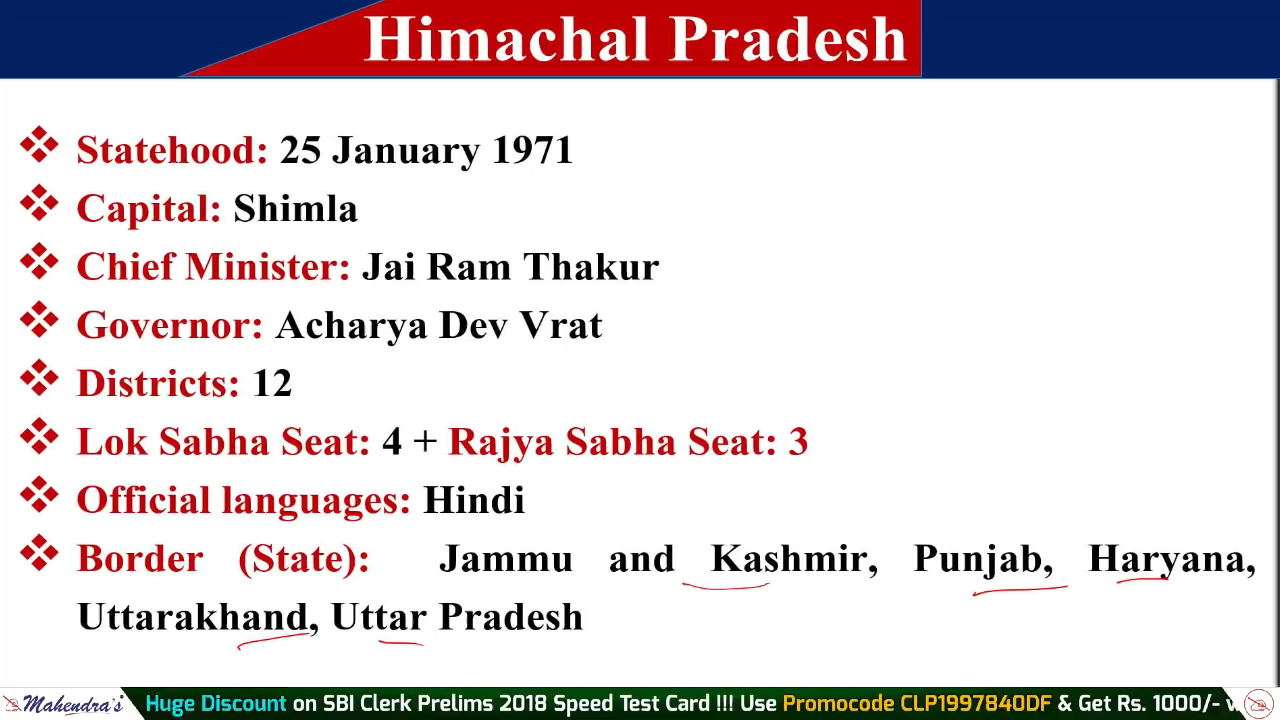 Himachal Pradesh
Statehood: 25 January 1971
Capital: Shimla
Chief Minister: Jai Ram Thakur
Governor: Acharya Dev Vrat
Districts: 12
Lok Sabha Seat: 4 + Rajya Sabha Seat: 3
Official languages: Hindi
Border (State): Jammu and Kashmir, Punjab, Haryana,
Uttarakhand, Uttar Pradesh
Mahendra's Huge Discount on SBI Clerk Prelims 2018 Speed Test Card !!! Use Promocode CLP1997840DF & Get Rs. 1000/-